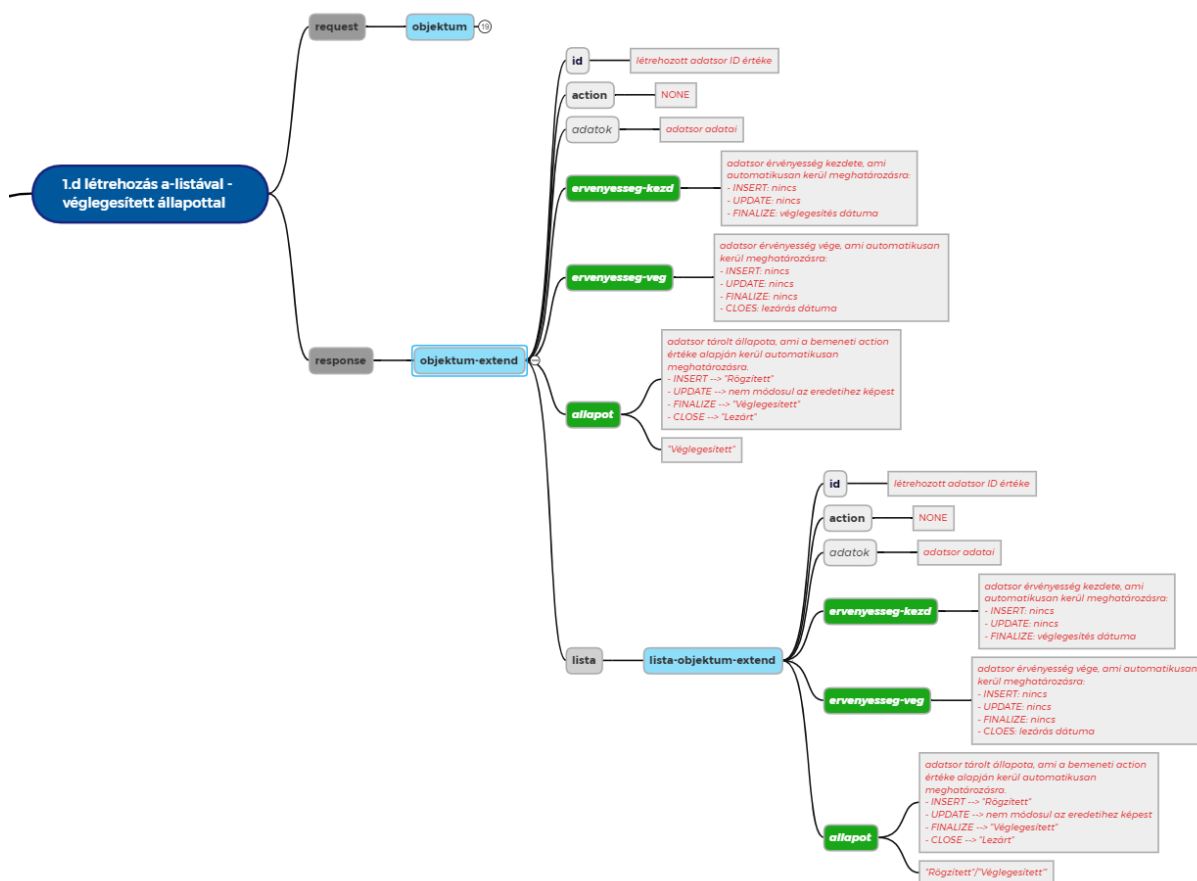 request
objektum
19
id
létrehozott adatsor ID értéke
action
NONE
adatok
adatsor adatai
1.d létrehozás a-listával -
véglegesített állapottal
ervenyesseg-kezd
adatsor érvényesség kezdete, ami
automatikusan kerül meghatározásra:
- INSERT: nincs
- UPDATE: nincs
- FINALIZE: véglegesítés dátuma
ervenyesseg-veg
adatsor érvényesség vége, ami automatikusan
kerül meghatározásra:
- INSERT: nincs
- UPDATE: nincs
- FINALIZE: nincs
- CLOES: lezárás dátuma
response
objektum-extend
allapot
adatsor tárolt állapota, ami a bemeneti action
értéke alapján kerül automatikusan
meghatározásra.
- INSERT --> "Rögzített"
- UPDATE --> nem módosul az eredetihez képest
- FINALIZE --> "Véglegesített"
- CLOSE --> "Lezárt"
"Véglegesített"
lista
lista-objektum-extend
id
létrehozott adatsor ID értéke
action
NONE
adatok
adatsor adatai
ervenyesseg-kezd
adatsor érvényesség kezdete, ami
automatikusan kerül meghatározásra:
- INSERT: nincs
- UPDATE: nincs
- FINALIZE: véglegesítés dátuma
ervenyesseg-veg
adatsor érvényesség vége, ami automatikusan
kerül meghatározásra:
- INSERT: nincs
- UPDATE: nincs
- FINALIZE: nincs
- CLOES: lezárás dátuma
allapot
adatsor tárolt állapota, ami a bemeneti action
értéke alapján kerül automatikusan
meghatározásra.
- INSERT --> "Rögzített"
- UPDATE --> nem módosul az eredetihez képest
- FINALIZE --> "Véglegesített"
- CLOSE --> "Lezárt"
"Rögzített"/"Véglegesített"